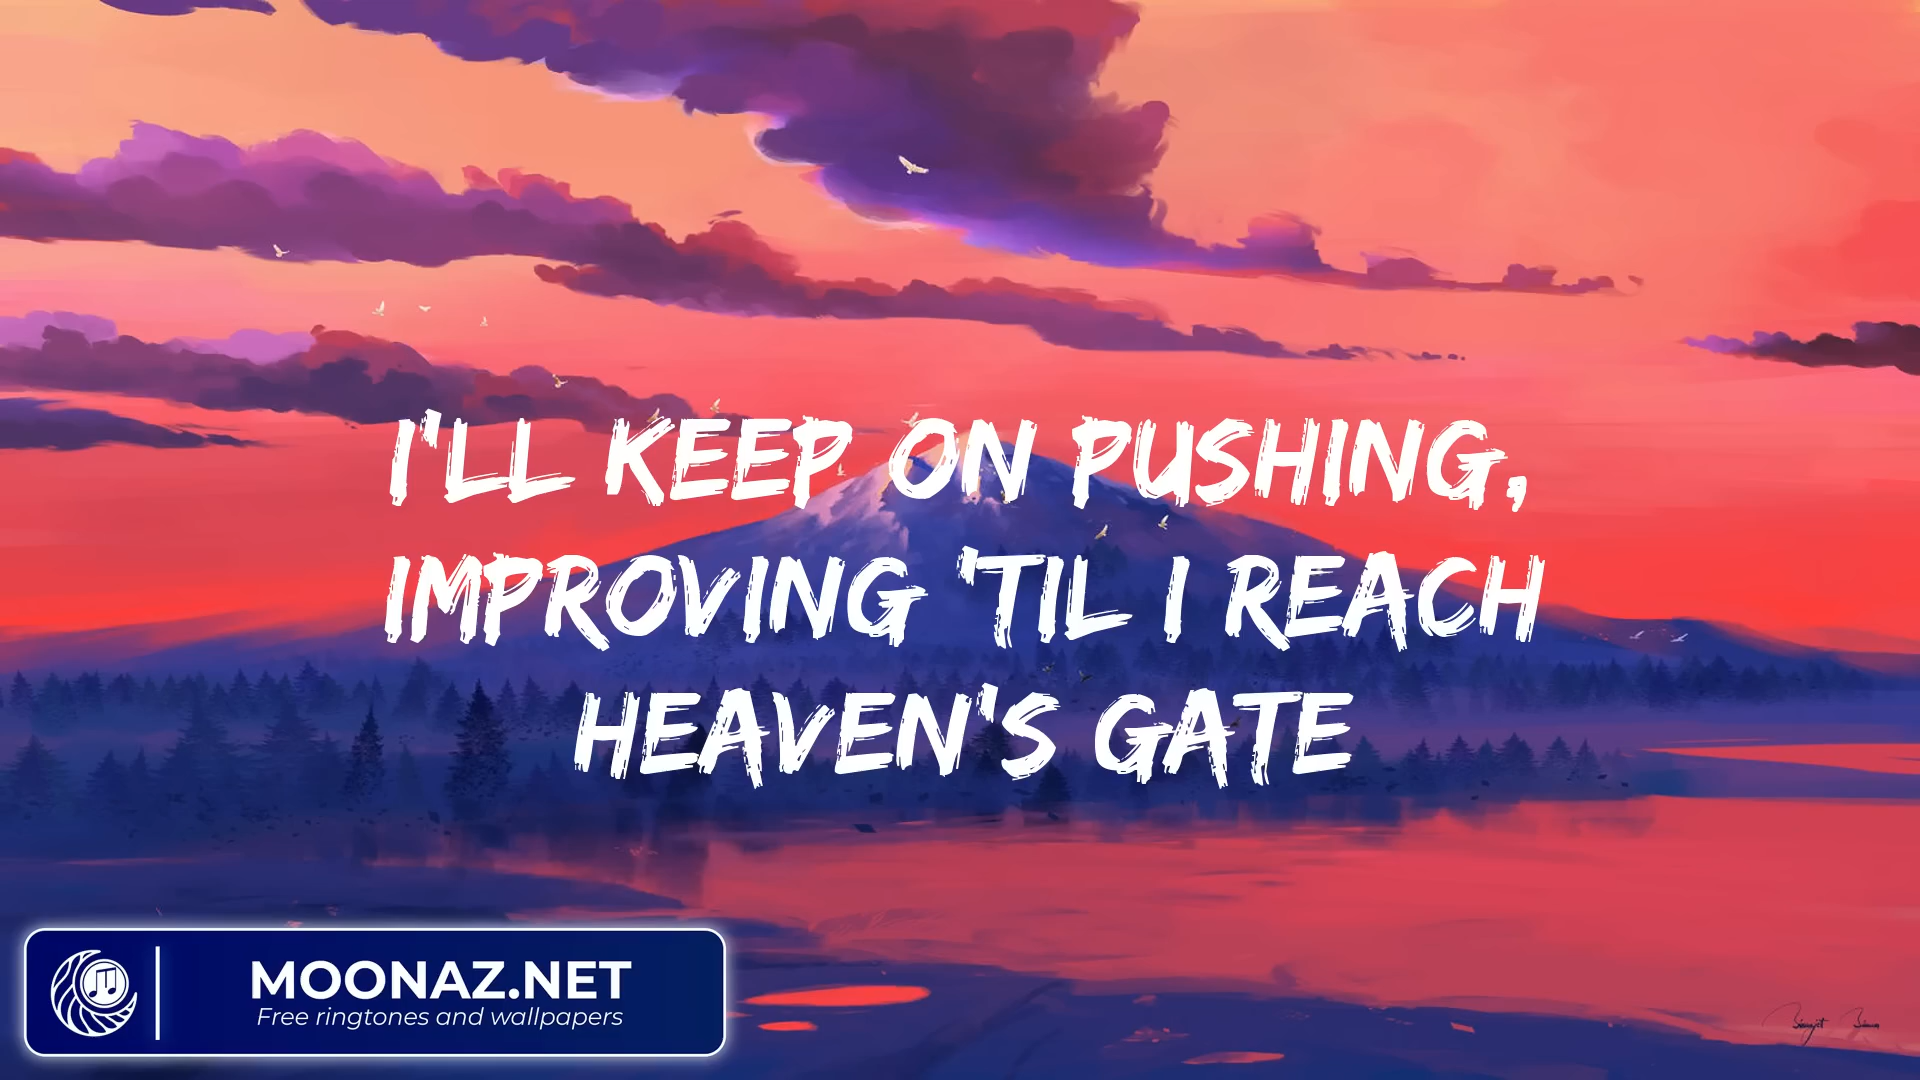 I'LL KEEP ON PUSHING,
IMPROVING 'TIL I REACH
HEAVEN'S GATE
MOONAZ.NET
Free ringtones and wallpapers